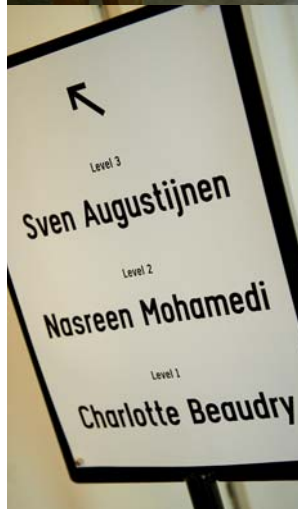 Level 3
Sven Augustijnen
Level 2
Nasreen Mohamedi
Level 1
Charlotte Beaudry